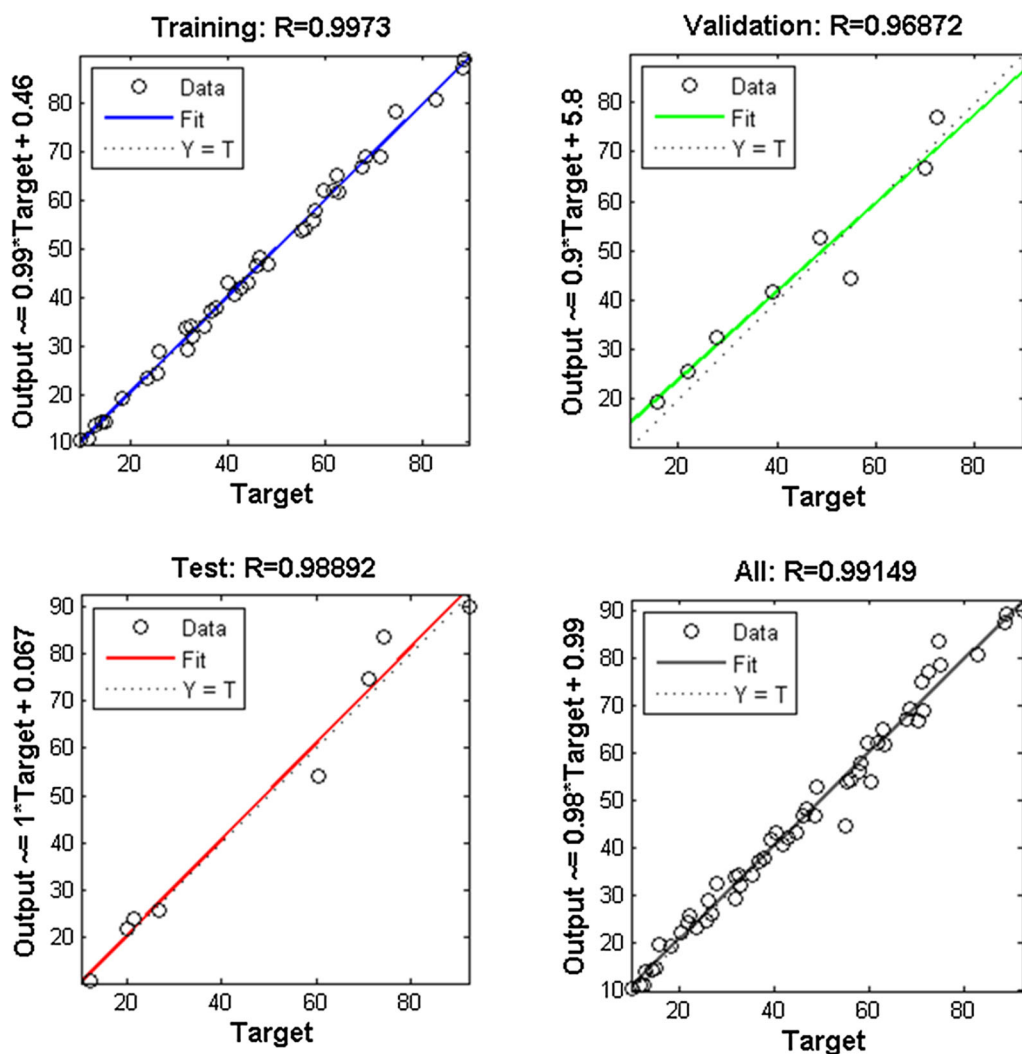 Training: R=0.9973
Output ~= 0.99*Target + 0.46
Data
Fit
Y = T
80
70
60
50
40
30
20
10
20 40 60 80
Target
Validation: R=0.96872
Output ~= 0.9*Target + 5.8
Data
Fit
Y = T
80
70
60
50
40
30
20
20 40 60 80
Target
Test: R=0.98892
Output ~= 1*Target + 0.067
Data
Fit
Y = T
90
80
70
60
50
40
30
20
20 40 60 80
Target
All: R=0.99149
Output ~= 0.98*Target + 0.99
Data
Fit
Y = T
90
80
70
60
50
40
30
20
10
20 40 60 80
Target